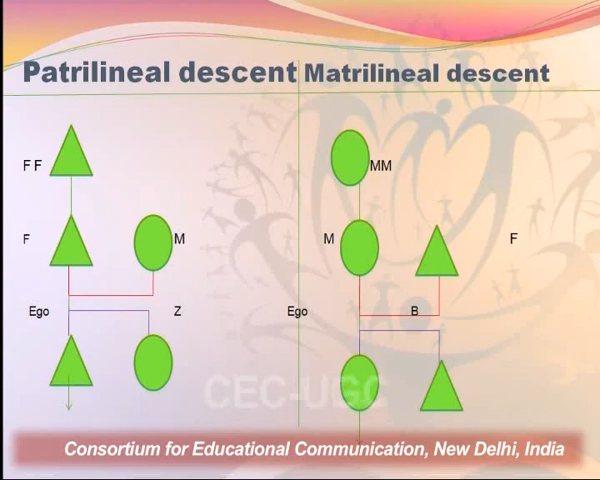 Patrilineal descent Matrilineal descent
F F
MM
F
M
M
F
Ego
Z
Ego
B
CEC-UGC
Consortium for Educational Communication, New Delhi, India